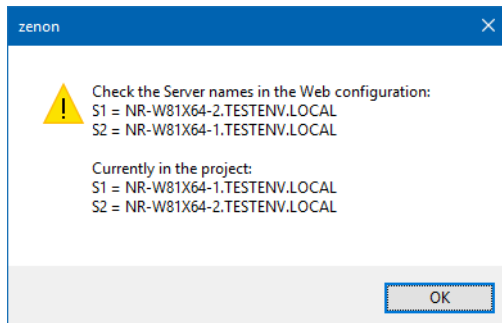 zenon
Check the Server names in the Web configuration:
S1 = NR-W81X64-2.TESTENV.LOCAL
S2 = NR-W81X64-1.TESTENV.LOCAL
Currently in the project:
S1 = NR-W81X64-1.TESTENV.LOCAL
S2 = NR-W81X64-2.TESTENV.LOCAL
OK